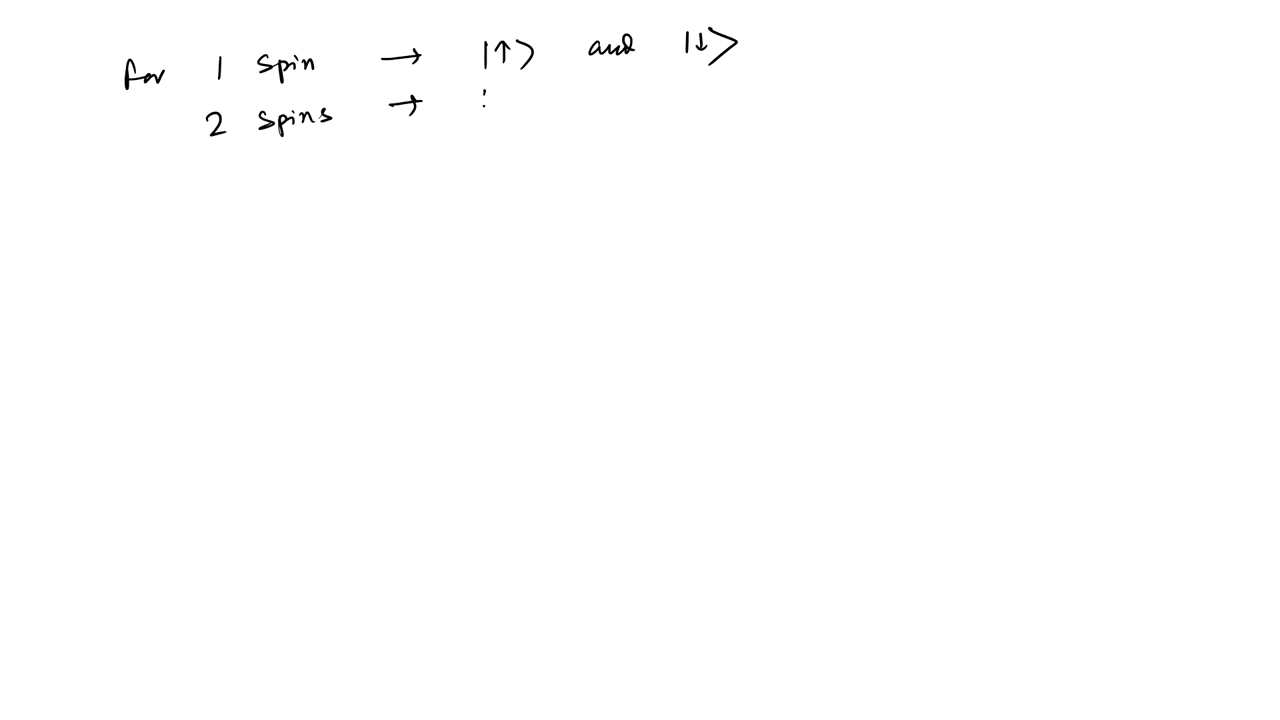 for 1 spin → |↑⟩ and |↓⟩
2 spins → :